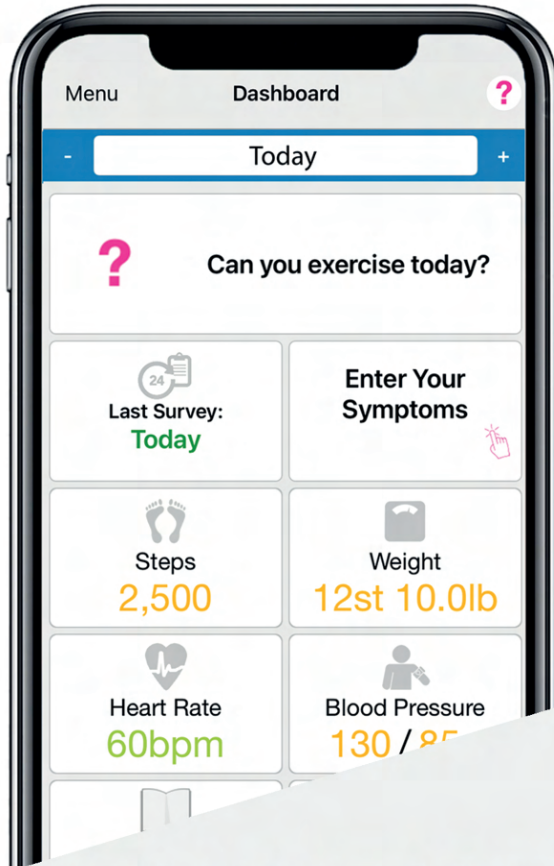 Menu Dashboard ?
- Today +
? Can you exercise today?
24
Last Survey:
Today
Enter Your
Symptoms
Steps
2,500
Weight
12st 10.0lb
Heart Rate
60bpm
Blood Pressure
130 / 85